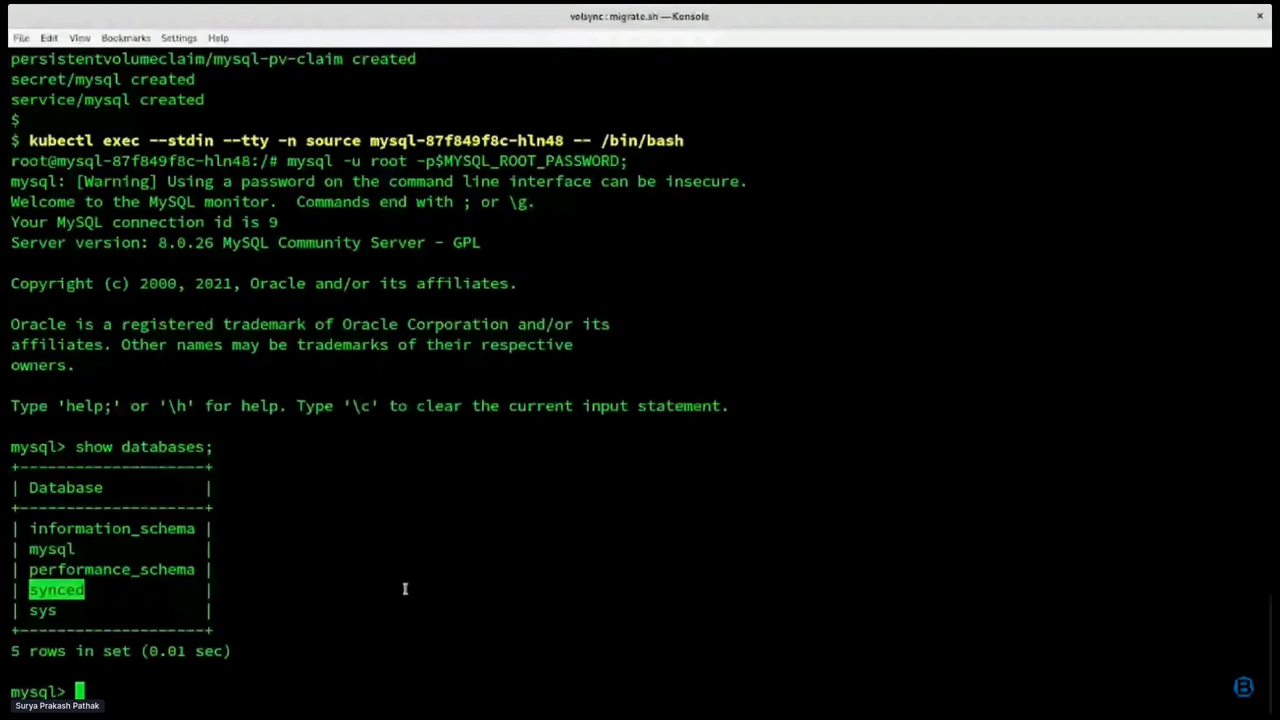 volsync : migrate.sh — Konsole
File Edit View Bookmarks Settings Help
persistentvolumeclaim/mysql-pv-claim created
secret/mysql created
service/mysql created
$
$ kubectl exec --stdin --tty -n source mysql-87f849f8c-hln48 -- /bin/bash
root@mysql-87f849f8c-hln48:/# mysql -u root -p$MYSQL_ROOT_PASSWORD;
mysql: [Warning] Using a password on the command line interface can be insecure.
Welcome to the MySQL monitor.  Commands end with ; or \g.
Your MySQL connection id is 9
Server version: 8.0.26 MySQL Community Server - GPL
Copyright (c) 2000, 2021, Oracle and/or its affiliates.
Oracle is a registered trademark of Oracle Corporation and/or its
affiliates. Other names may be trademarks of their respective
owners.
Type 'help;' or '\h' for help. Type '\c' to clear the current input statement.
mysql> show databases;
+--------------------+
| Database           |
+--------------------+
| information_schema |
| mysql              |
| performance_schema |
| synced             |
| sys                |
+--------------------+
5 rows in set (0.01 sec)
mysql>
Surya Prakash Pathak
B